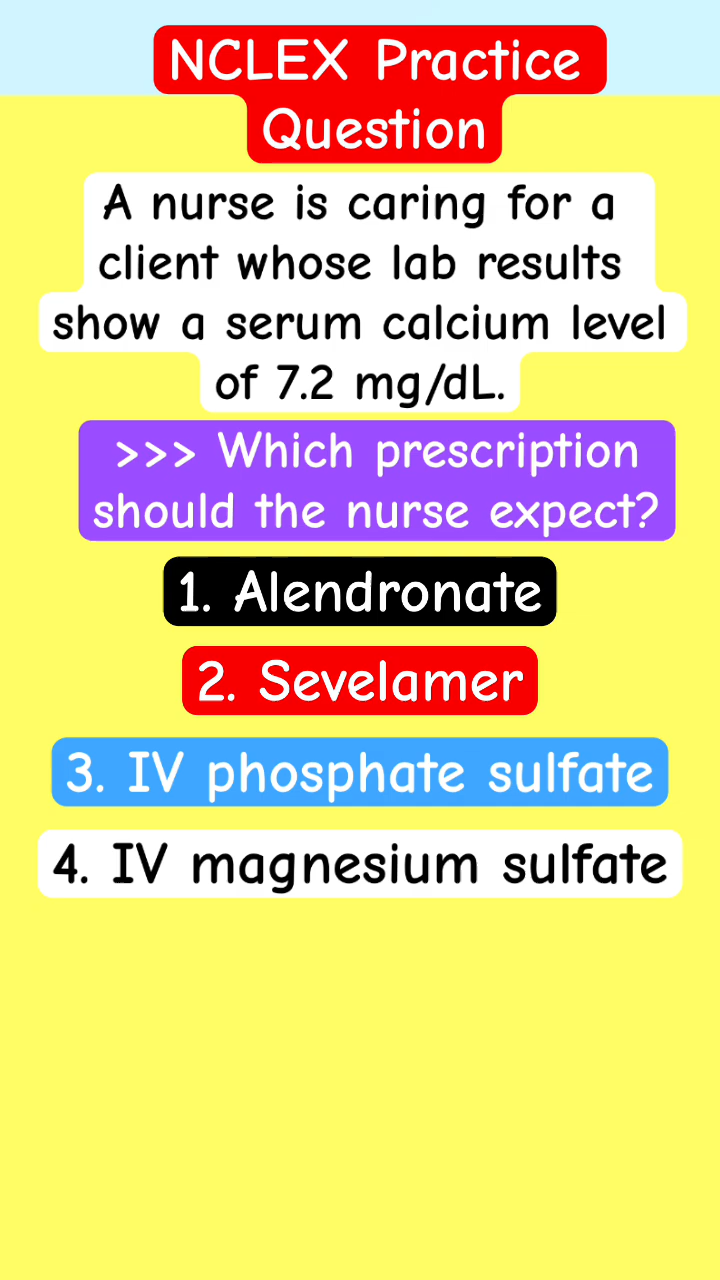 NCLEX Practice
Question
A nurse is caring for a
client whose lab results
show a serum calcium level
of 7.2 mg/dL.
>>> Which prescription
should the nurse expect?
1. Alendronate
2. Sevelamer
3. IV phosphate sulfate
4. IV magnesium sulfate